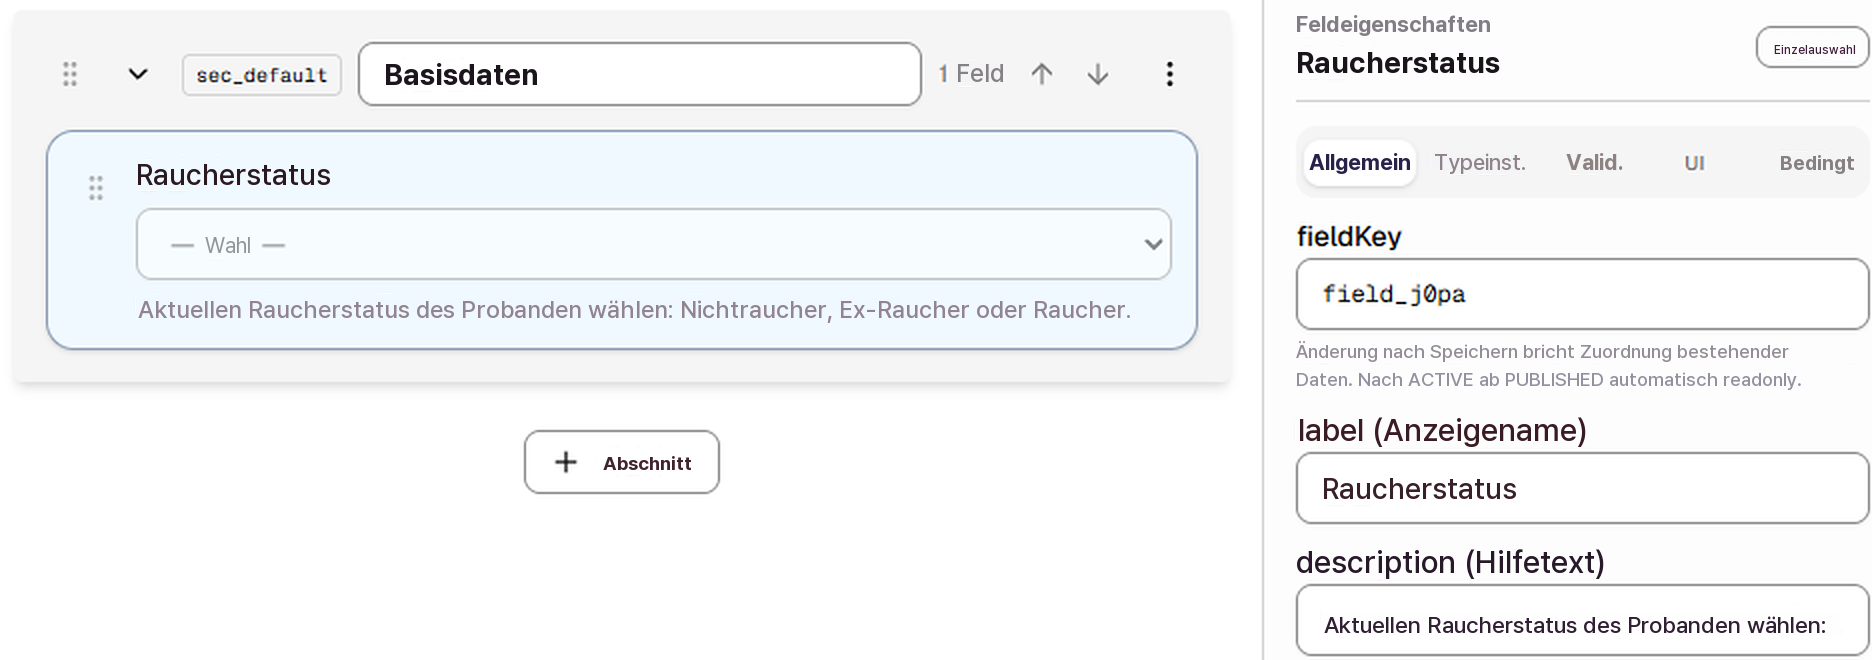 sec_default
Basisdaten
1 Feld
Raucherstatus
— Wahl —
Aktuellen Raucherstatus des Probanden wählen: Nichtraucher, Ex-Raucher oder Raucher.
+ Abschnitt
Feldeigenschaften
Raucherstatus
Einzelauswahl
Allgemein Typeinst. Valid. UI Bedingt
fieldKey
field_j0pa
Änderung nach Speichern bricht Zuordnung bestehender
Daten. Nach ACTIVE ab PUBLISHED automatisch readonly.
label (Anzeigename)
Raucherstatus
description (Hilfetext)
Aktuellen Raucherstatus des Probanden wählen: